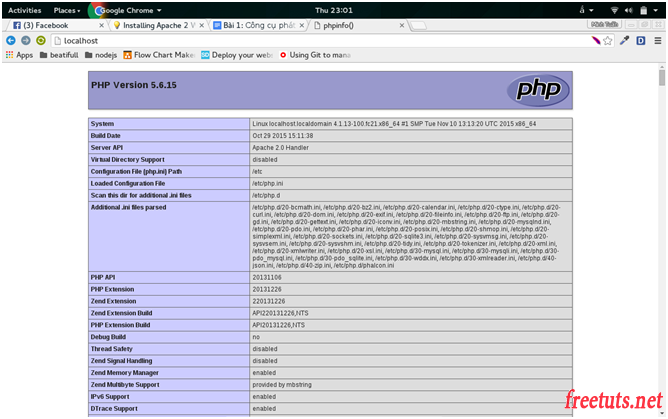 Activities Places Google Chrome Thu 23:01 á
(3) Facebook Installing Apache 2 W Bài 1: Công cụ phát phpinfo() Minh Tuấn
localhost
Apps beatifull nodejs Flow Chart Maker Deploy your webs Using Git to mana
PHP Version 5.6.15
php
System Linux localhost.localdomain 4.1.13-100.fc21.x86_64 #1 SMP Tue Nov 10 13:13:20 UTC 2015 x86_64
Build Date Oct 29 2015 15:11:38
Server API Apache 2.0 Handler
Virtual Directory Support disabled
Configuration File (php.ini) Path /etc
Loaded Configuration File /etc/php.ini
Scan this dir for additional .ini files /etc/php.d
Additional .ini files parsed /etc/php.d/20-bcmath.ini, /etc/php.d/20-bz2.ini, /etc/php.d/20-calendar.ini, /etc/php.d/20-ctype.ini, /etc/php.d/20-
curl.ini, /etc/php.d/20-dom.ini, /etc/php.d/20-exif.ini, /etc/php.d/20-fileinfo.ini, /etc/php.d/20-ftp.ini, /etc/php.d/20-
gd.ini, /etc/php.d/20-gettext.ini, /etc/php.d/20-iconv.ini, /etc/php.d/20-mbstring.ini, /etc/php.d/20-mysqlnd.ini,
/etc/php.d/20-pdo.ini, /etc/php.d/20-phar.ini, /etc/php.d/20-posix.ini, /etc/php.d/20-shmop.ini, /etc/php.d/20-
simplexml.ini, /etc/php.d/20-sockets.ini, /etc/php.d/20-sqlite3.ini, /etc/php.d/20-sysvmsg.ini, /etc/php.d/20-
sysvsem.ini, /etc/php.d/20-sysvshm.ini, /etc/php.d/20-tidy.ini, /etc/php.d/20-tokenizer.ini, /etc/php.d/20-xml.ini,
/etc/php.d/20-xmlwriter.ini, /etc/php.d/20-xsl.ini, /etc/php.d/30-mysql.ini, /etc/php.d/30-mysqli.ini, /etc/php.d/30-
pdo_mysql.ini, /etc/php.d/30-pdo_sqlite.ini, /etc/php.d/30-wddx.ini, /etc/php.d/30-xmlreader.ini, /etc/php.d/40-
json.ini, /etc/php.d/40-zip.ini, /etc/php.d/phalcon.ini
PHP API 20131106
PHP Extension 20131226
Zend Extension 220131226
Zend Extension Build API220131226,NTS
PHP Extension Build API20131226,NTS
Debug Build no
Thread Safety disabled
Zend Signal Handling disabled
Zend Memory Manager enabled
Zend Multibyte Support provided by mbstring
IPv6 Support enabled
DTrace Support enabled
freetuts.net